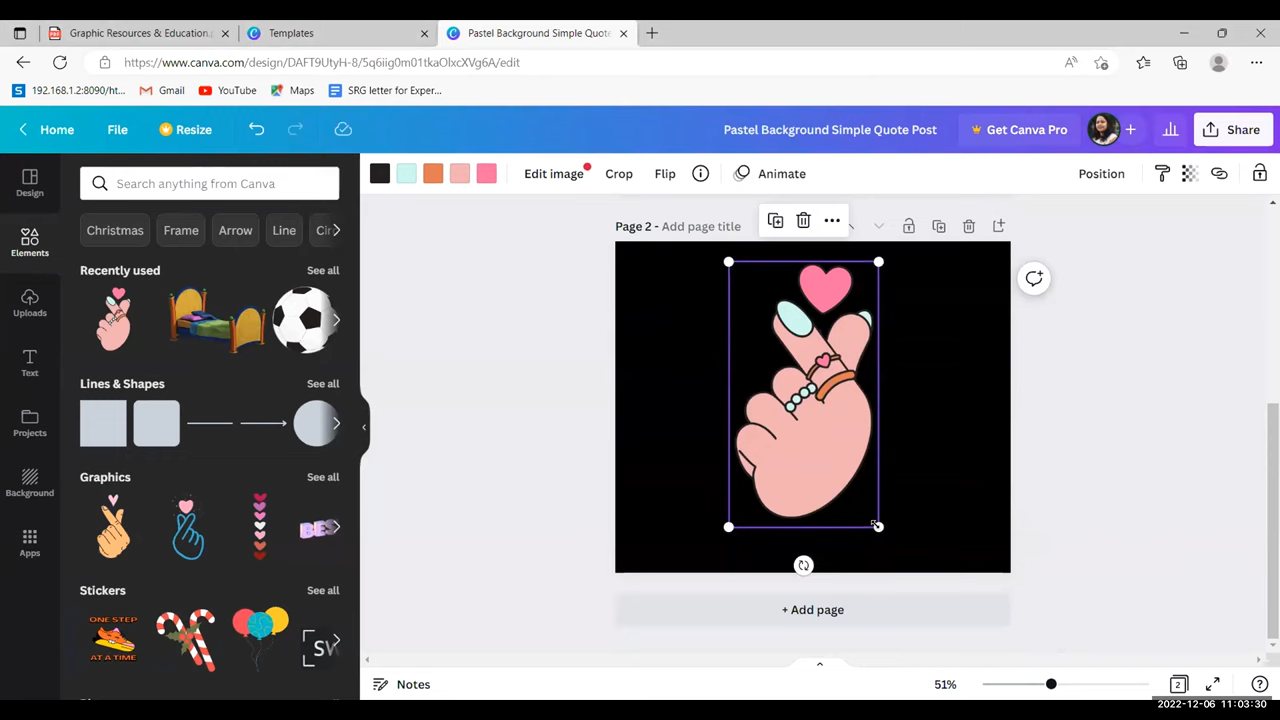 Graphic Resources & Education.
Templates
Pastel Background Simple Quote
https://www.canva.com/design/DAFT9UtyH-8/5q6iig0m01tkaOlxcXVg6A/edit
192.168.1.2:8090/ht...
Gmail
YouTube
Maps
SRG letter for Exper...
Home
File
Resize
Pastel Background Simple Quote Post
Get Canva Pro
Share
Design
Elements
Uploads
Text
Projects
Background
Apps
Search anything from Canva
Christmas
Frame
Arrow
Line
Recently used
See all
Lines & Shapes
See all
Graphics
See all
BES
Stickers
See all
ONE STEP
AT A TIME
SW
Edit image
Crop
Flip
Animate
Position
Page 2 - Add page title
+ Add page
Notes
51%
2
2022-12-06 11:03:30